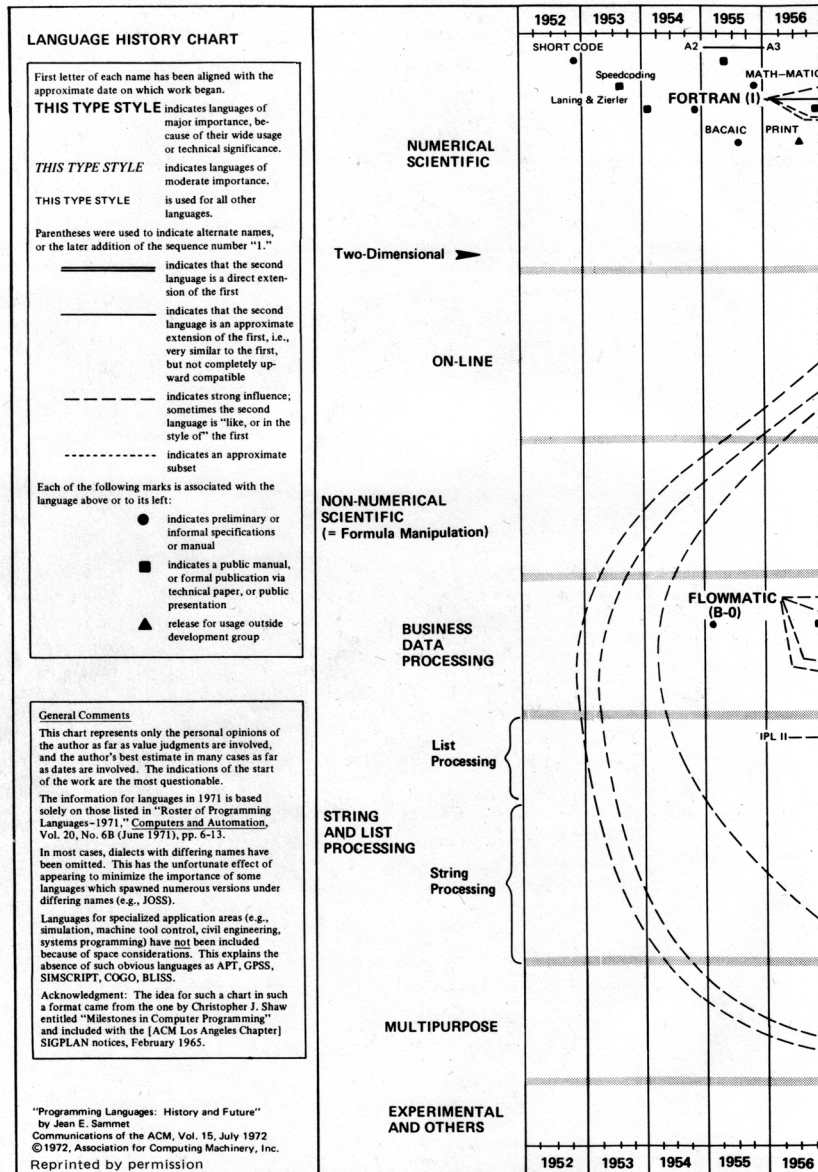 LANGUAGE HISTORY CHART
First letter of each name has been aligned with the
approximate date on which work began.
THIS TYPE STYLE indicates languages of
major importance, be-
cause of their wide usage
or technical significance.
THIS TYPE STYLE indicates languages of
moderate importance.
THIS TYPE STYLE is used for all other
languages.
Parentheses were used to indicate alternate names,
or the later addition of the sequence number "1."
indicates that the second
language is a direct exten-
sion of the first
indicates that the second
language is an approximate
extension of the first, i.e.,
very similar to the first,
but not completely up-
ward compatible
indicates strong influence;
sometimes the second
language is "like, or in the
style of" the first
indicates an approximate
subset
Each of the following marks is associated with the
language above or to its left:
indicates preliminary or
informal specifications
or manual
indicates a public manual,
or formal publication via
technical paper, or public
presentation
release for usage outside
development group
General Comments
This chart represents only the personal opinions of
the author as far as value judgments are involved,
and the author's best estimate in many cases as far
as dates are involved. The indications of the start
of the work are the most questionable.
The information for languages in 1971 is based
solely on those listed in "Roster of Programming
Languages-1971," Computers and Automation,
Vol. 20, No. 6B (June 1971), pp. 6-13.
In most cases, dialects with differing names have
been omitted. This has the unfortunate effect of
appearing to minimize the importance of some
languages which spawned numerous versions under
differing names (e.g., JOSS).
Languages for specialized application areas (e.g.,
simulation, machine tool control, civil engineering,
systems programming) have not been included
because of space considerations. This explains the
absence of such obvious languages as APT, GPSS,
SIMSCRIPT, COGO, BLISS.
Acknowledgment: The idea for such a chart in such
a format came from the one by Christopher J. Shaw
entitled "Milestones in Computer Programming"
and included with the [ACM Los Angeles Chapter]
SIGPLAN notices, February 1965.
"Programming Languages: History and Future"
by Jean E. Sammet
Communications of the ACM, Vol. 15, July 1972
©1972, Association for Computing Machinery, Inc.
Reprinted by permission
1952 1953 1954 1955 1956
SHORT CODE A2 A3
Speedcoding MATH-MATIC
Laning & Zierler FORTRAN (I)
BACAIC PRINT
NUMERICAL
SCIENTIFIC
Two-Dimensional
ON-LINE
NON-NUMERICAL
SCIENTIFIC
(= Formula Manipulation)
FLOWMATIC
(B-0)
BUSINESS
DATA
PROCESSING
IPL II
List
Processing
STRING
AND LIST
PROCESSING
String
Processing
MULTIPURPOSE
EXPERIMENTAL
AND OTHERS
1952 1953 1954 1955 1956